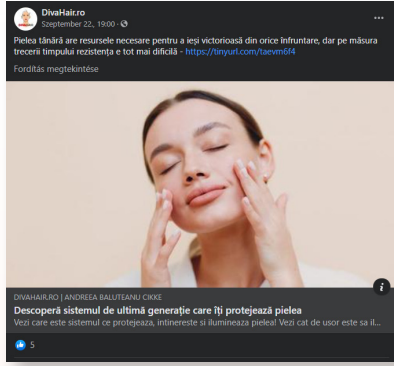 DivaHair.ro
Szeptember 22., 19:00 ·
Pielea tânără are resursele necesare pentru a ieși victorioasă din orice înfruntare, dar pe măsura
trecerii timpului rezistența e tot mai dificilă - https://tinyurl.com/taevm6f4
Fordítás megtekintése
DIVAHAIR.RO | ANDREEA BALUTEANU CIKKE
Descoperă sistemul de ultimă generație care îți protejează pielea
Vezi care este sistemul ce protejeaza, intinereste si ilumineaza pielea! Vezi cat de usor este sa il...
5